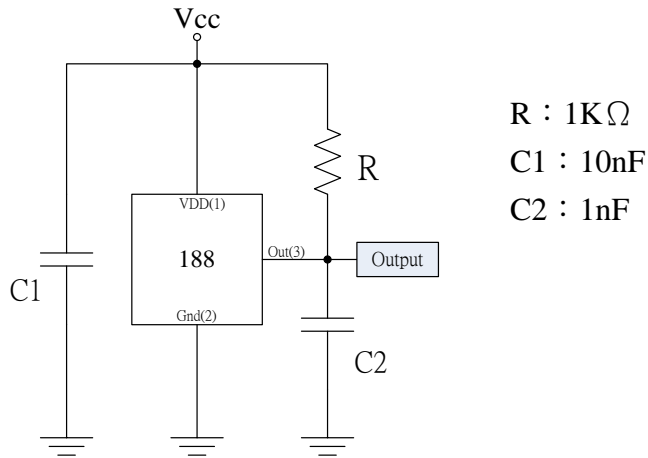 Vcc
R：1KΩ
C1：10nF
C2：1nF
R
VDD(1)
188
Out(3)
Output
C1
Gnd(2)
C2